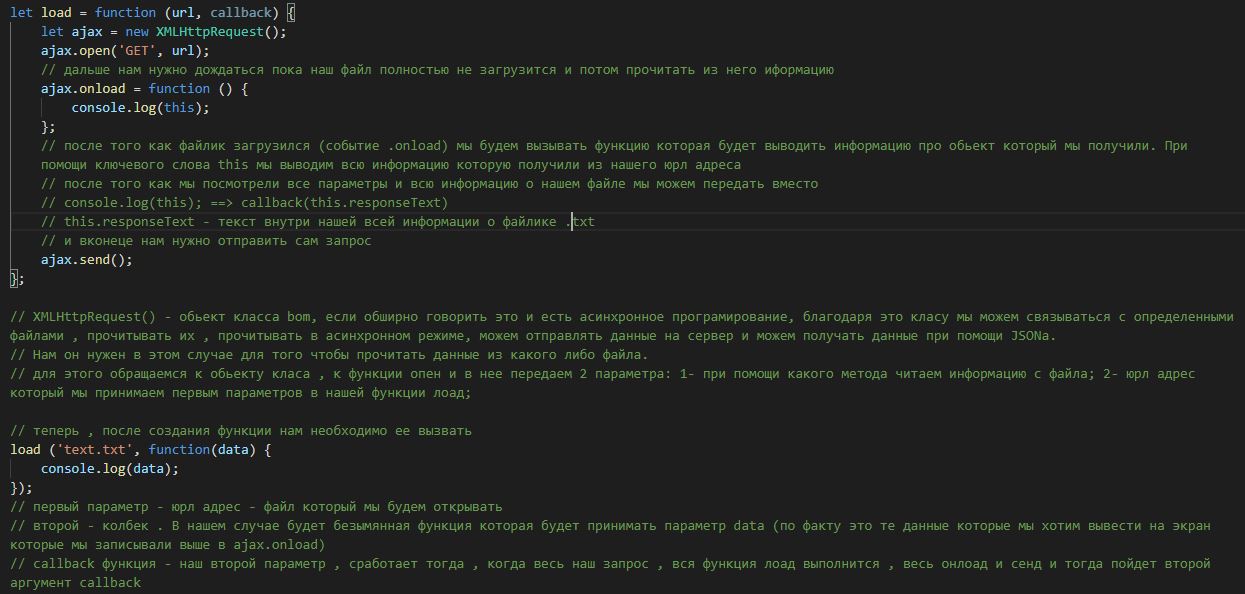 let load = function (url, callback) {
let ajax = new XMLHttpRequest();
ajax.open('GET', url);
// дальше нам нужно дождаться пока наш файл полностью не загрузится и потом прочитать из него иформацию
ajax.onload = function () {
console.log(this);
};
// после того как файлик загрузился (событие .onload) мы будем вызывать функцию которая будет выводить информацию про обьект который мы получили. При
помощи ключевого слова this мы выводим всю информацию которую получили из нашего юрл адреса
// после того как мы посмотрели все параметры и всю информацию о нашем файле мы можем передать вместо
// console.log(this); ==> callback(this.responseText)
// this.responseText - текст внутри нашей всей информации о файлике .txt
// и вконеце нам нужно отправить сам запрос
ajax.send();
};
// XMLHttpRequest() - обьект класса bom, если обширно говорить это и есть асинхронное програмирование, благодаря это класу мы можем связываться с определенными
файлами , прочитывать их , прочитывать в асинхронном режиме, можем отправлять данные на сервер и можем получать данные при помощи JSONа.
// Нам он нужен в этом случае для того чтобы прочитать данные из какого либо файла.
// для этого обращаемся к обьекту класа , к функции опен и в нее передаем 2 параметра: 1- при помощи какого метода читаем информацию с файла; 2- юрл адрес
который мы принимаем первым параметров в нашей функции лоад;
// теперь , после создания функции нам необходимо ее вызвать
load ('text.txt', function(data) {
console.log(data);
});
// первый параметр - юрл адрес - файл который мы будем открывать
// второй - колбек . В нашем случае будет безымянная функция которая будет принимать параметр data (по факту это те данные которые мы хотим вывести на экран
которые мы записывали выше в ajax.onload)
// callback функция - наш второй параметр , сработает тогда , когда весь наш запрос , вся функция лоад выполнится , весь онлоад и сенд и тогда пойдет второй
аргумент callback